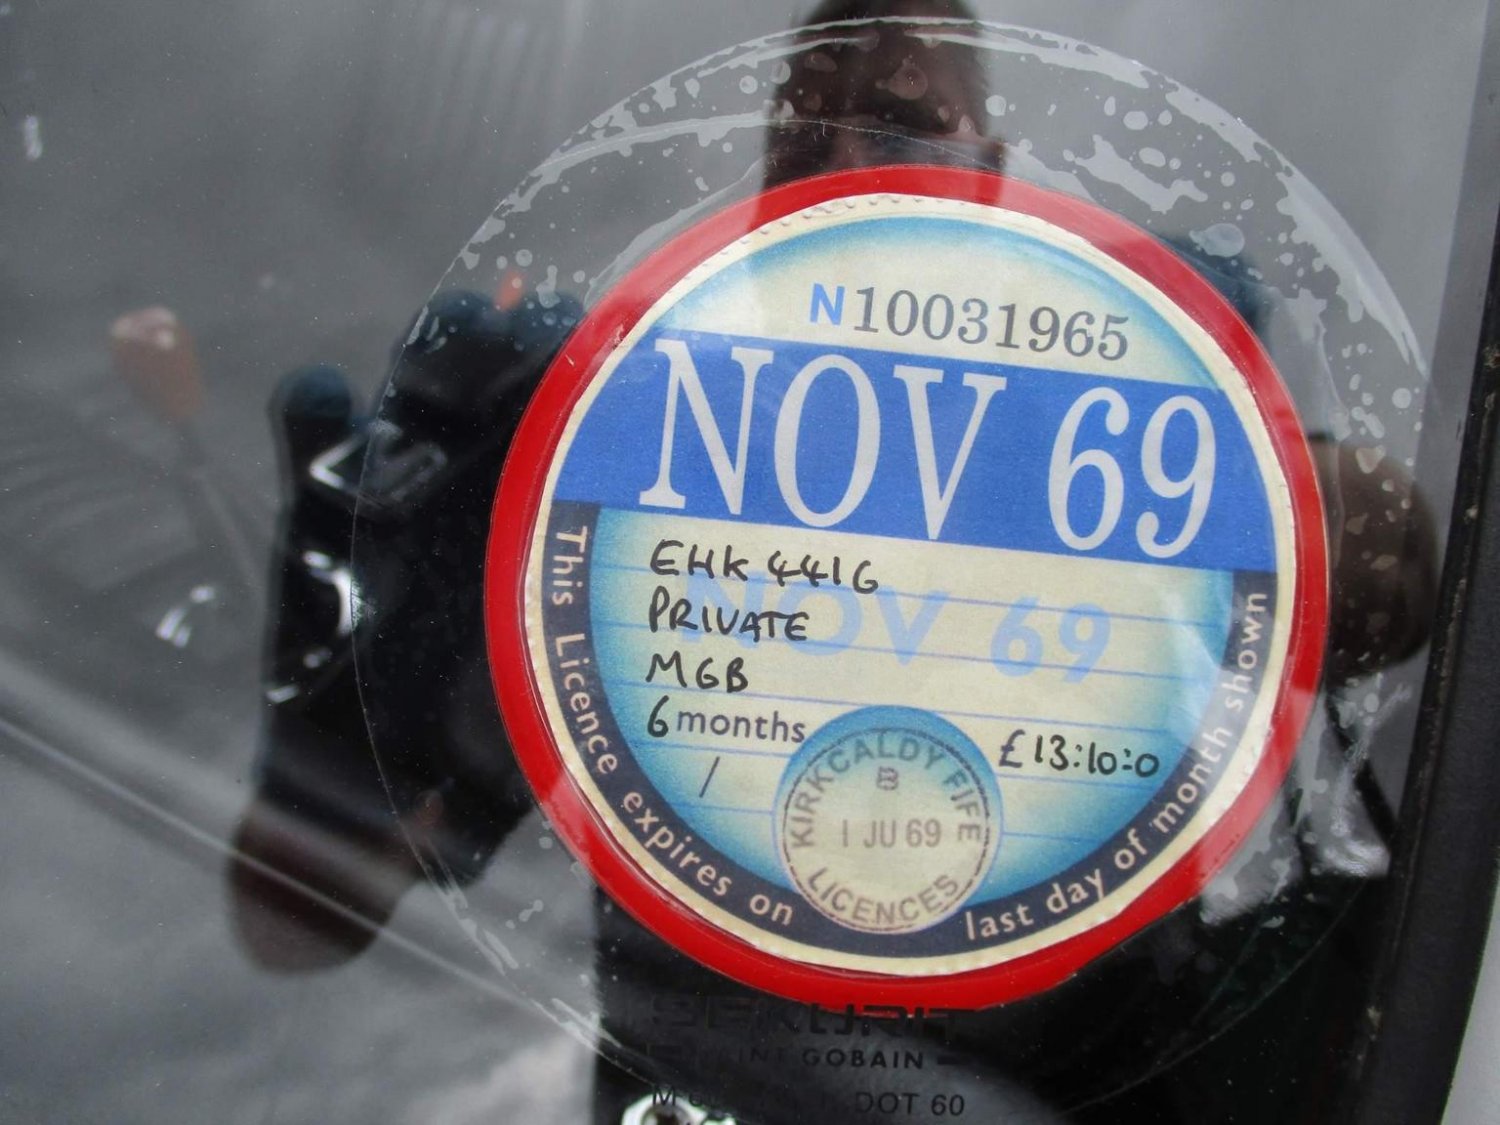 N10031965
NOV 69
EHK 441G
NOV 69
PRIVATE
MGB
6 months
£13:10:0
/
KIRKCALDY FIFE
B
1 JU 69
LICENCES
This Licence expires on last day of month shown
SEKURIT
SAINT GOBAIN
DOT 60